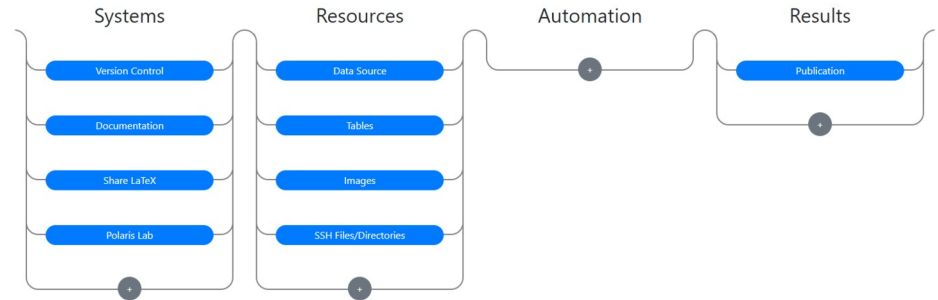 Systems
Resources
Automation
Results
Version Control
Data Source
+
Publication
Documentation
Tables
+
Share LaTeX
Images
Polaris Lab
SSH Files/Directories
+
+